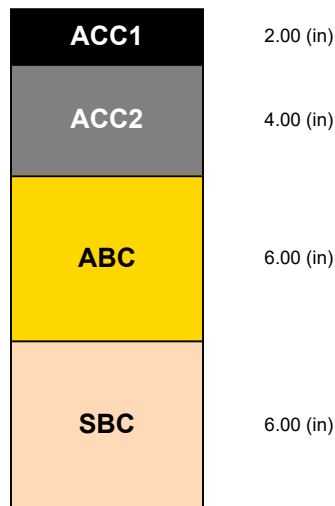 ACC1 2.00 (in)
ACC2 4.00 (in)
ABC 6.00 (in)
SBC 6.00 (in)